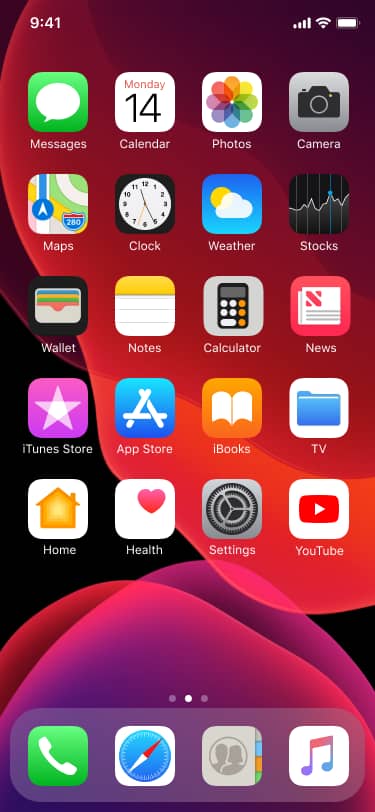 9:41
Monday
14
Messages Calendar Photos Camera
280
Maps Clock Weather Stocks
Wallet Notes Calculator News
iTunes Store App Store iBooks TV
Home Health Settings YouTube